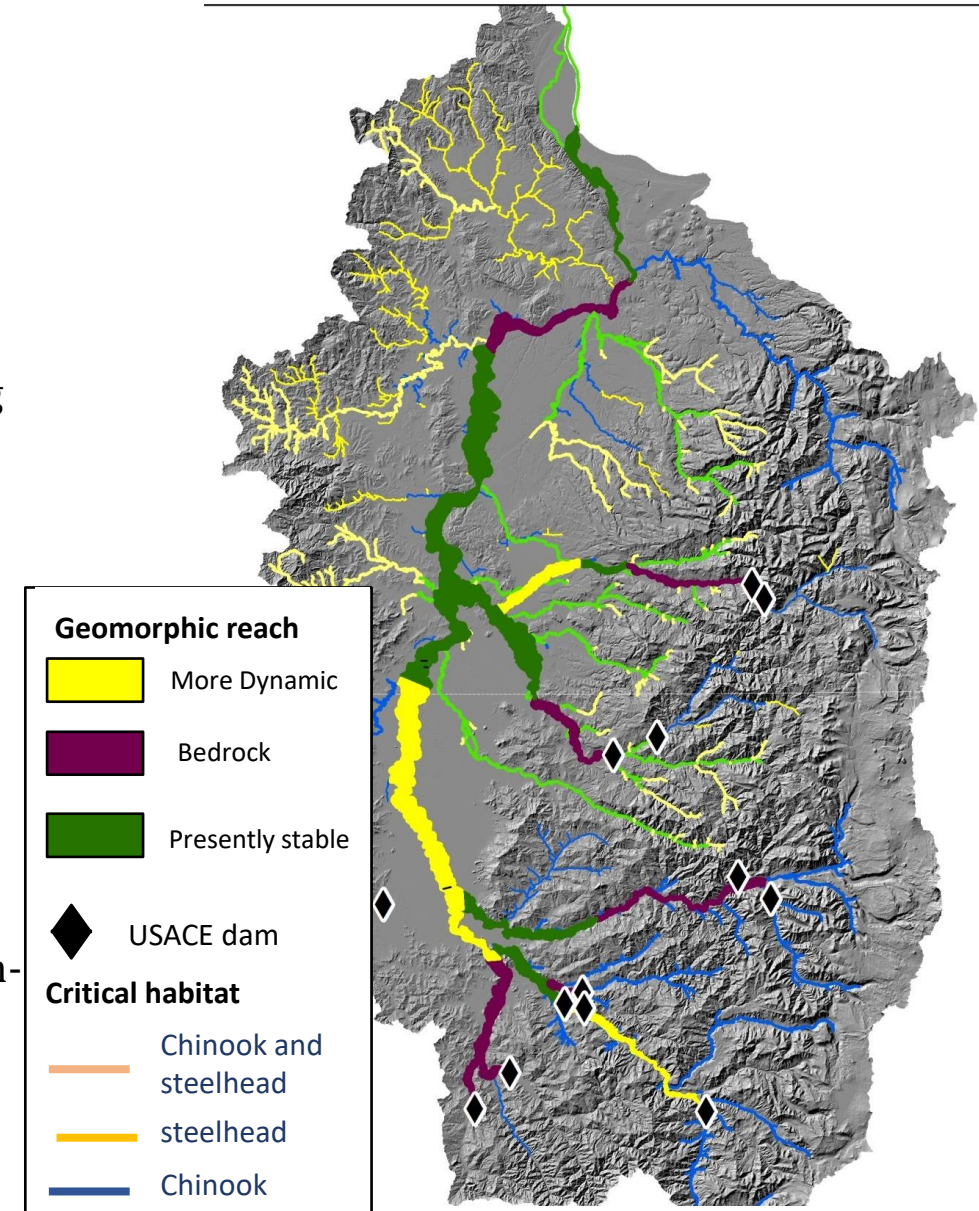 g
Geomorphic reach
More Dynamic
Bedrock
Presently stable
USACE dam
-
Critical habitat
Chinook and
steelhead
steelhead
Chinook